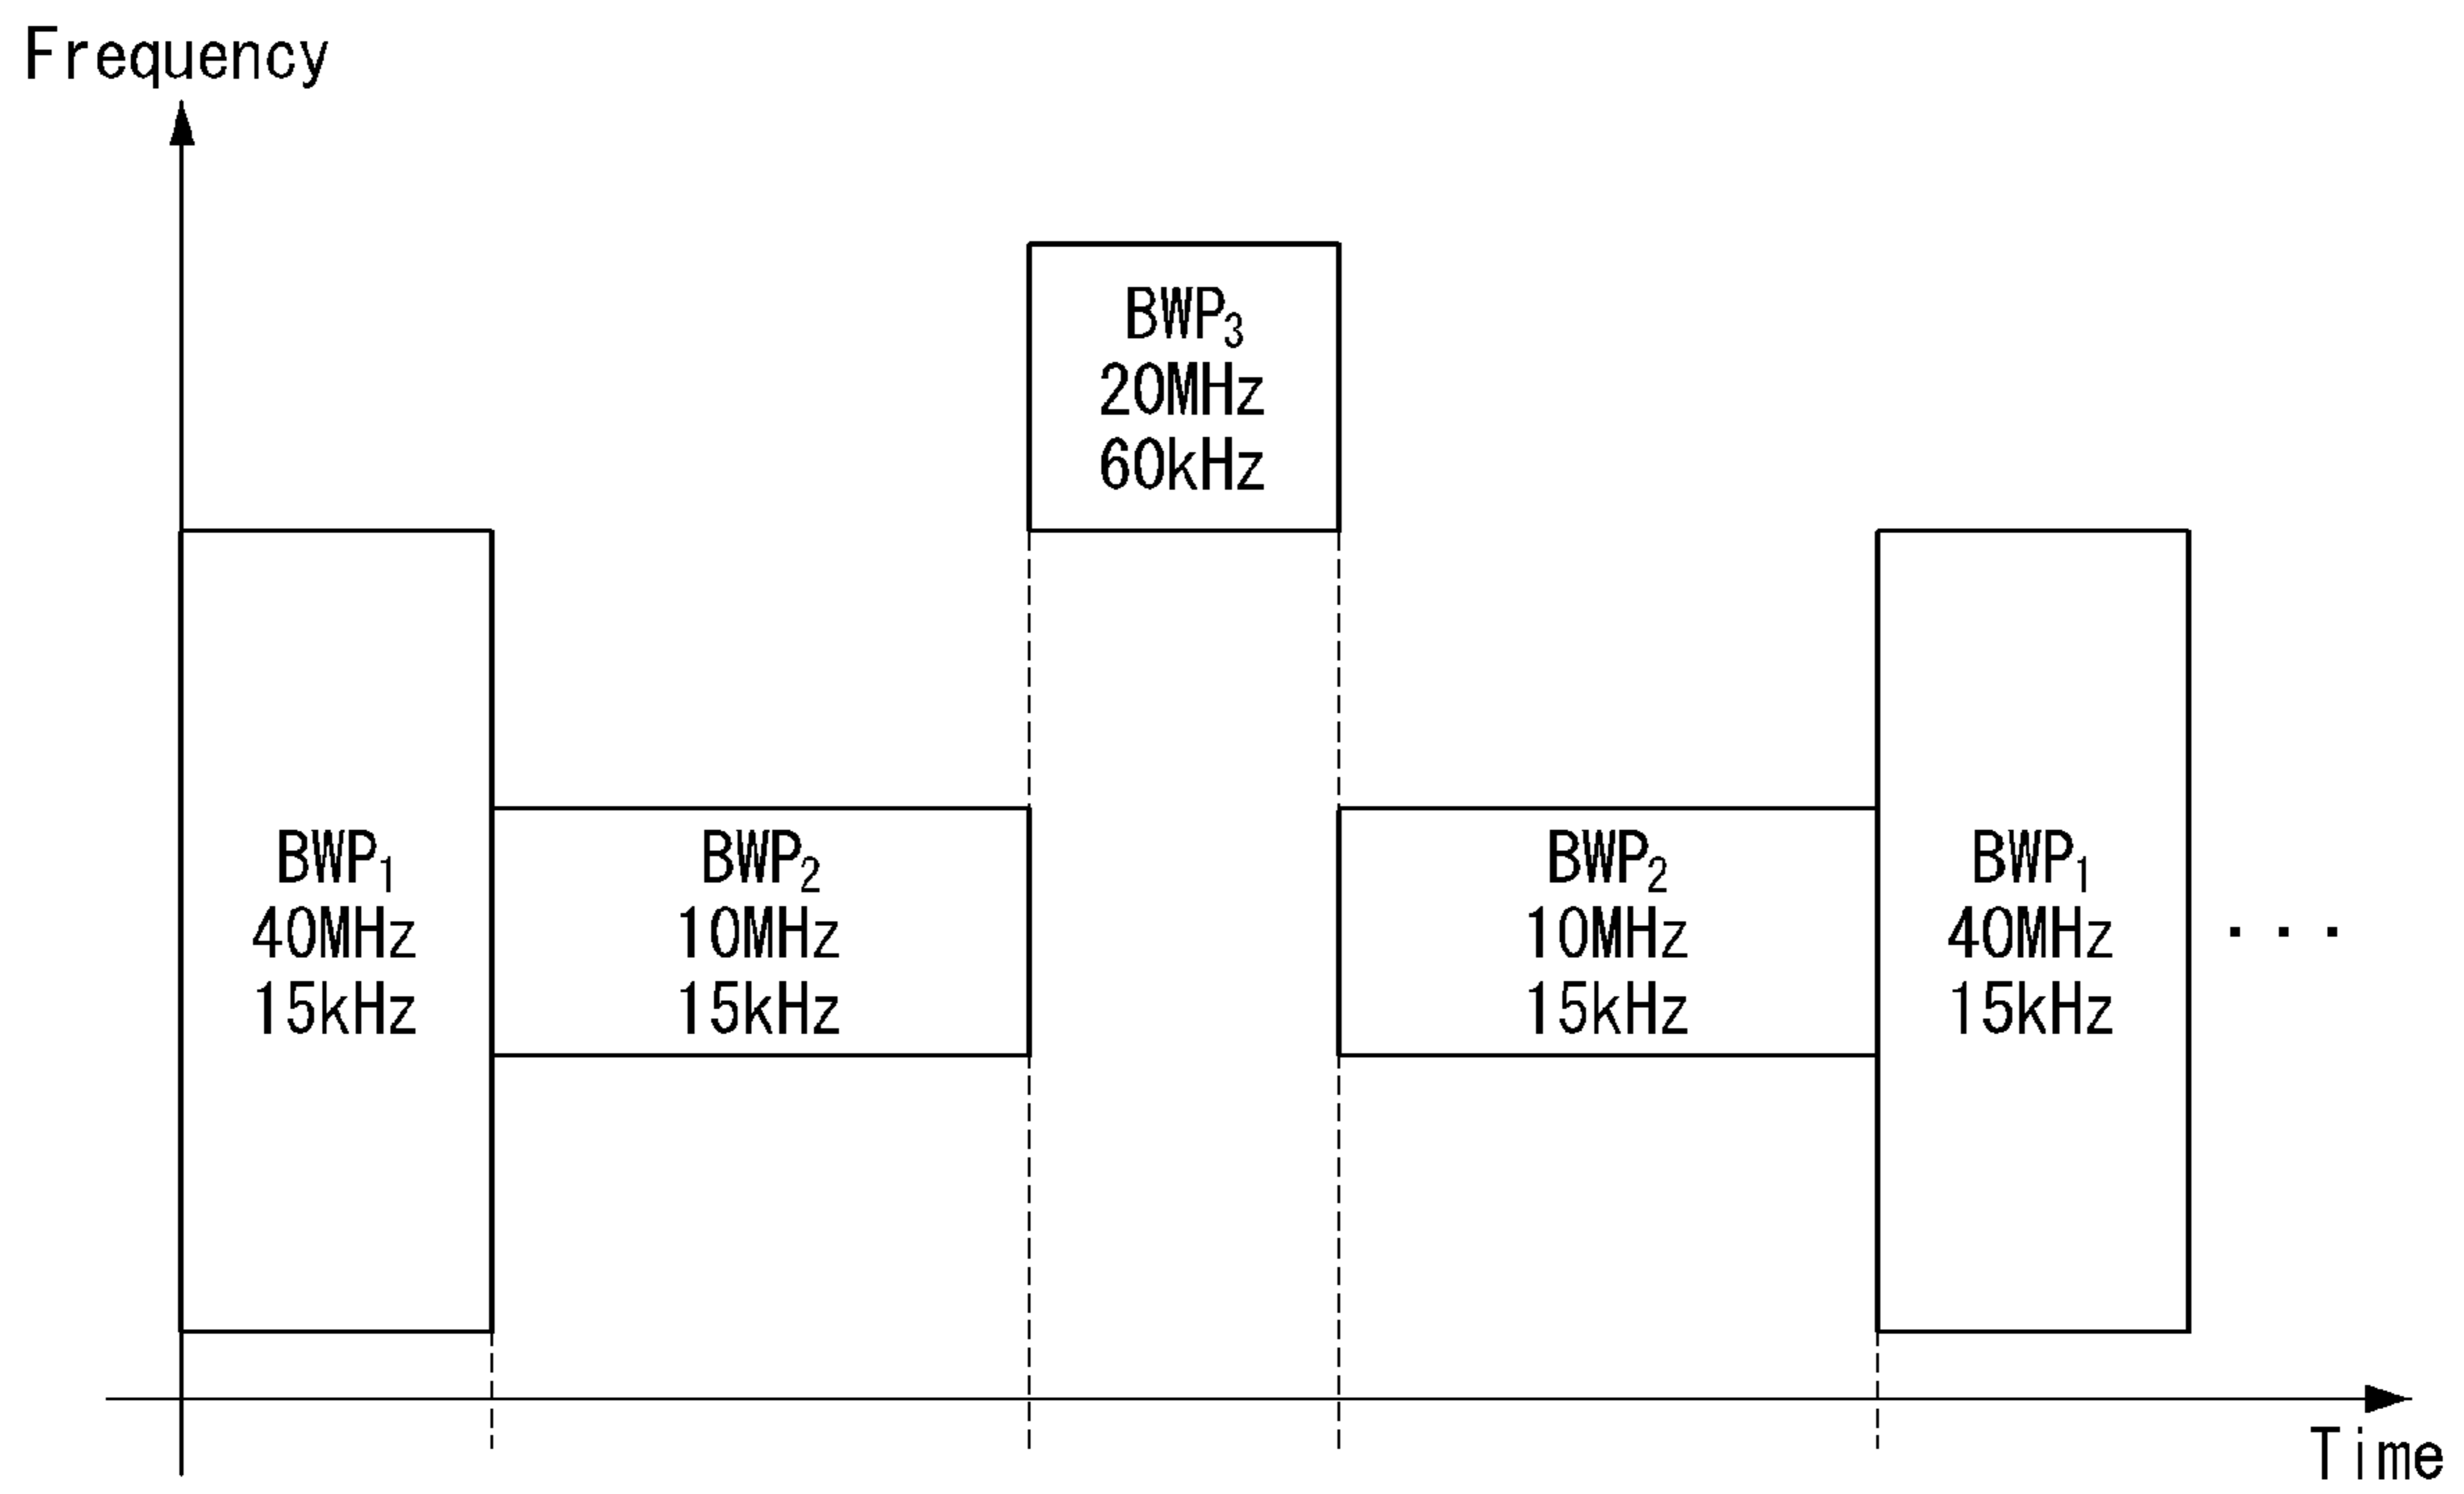 Frequency
BWP₃
20MHz
60kHz
BWP₁
40MHz
15kHz
BWP₂
10MHz
15kHz
BWP₂
10MHz
15kHz
BWP₁
40MHz
15kHz
...
Time